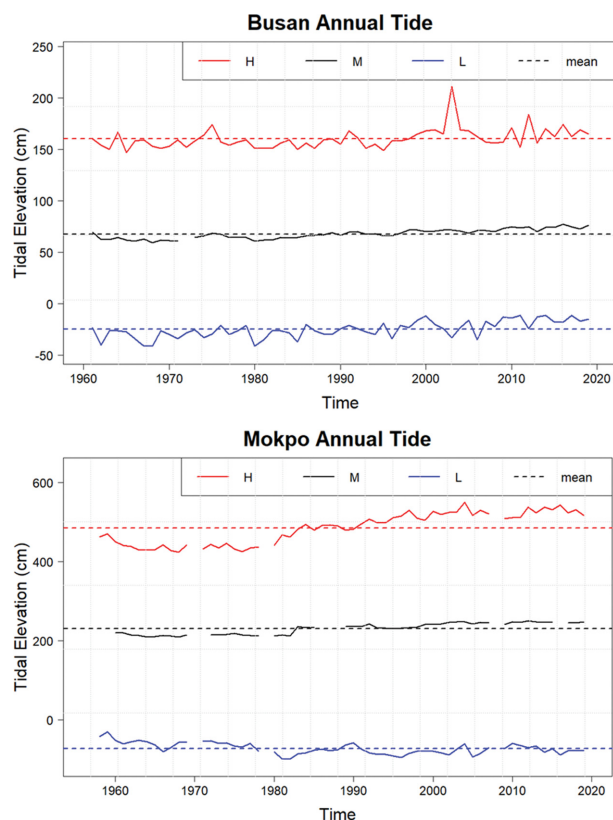 Busan Annual Tide
H M L mean
250
200
150
100
50
0
-50
Tidal Elevation (cm)
1960 1970 1980 1990 2000 2010 2020
Time
Mokpo Annual Tide
H M L mean
600
400
200
0
Tidal Elevation (cm)
1960 1970 1980 1990 2000 2010 2020
Time